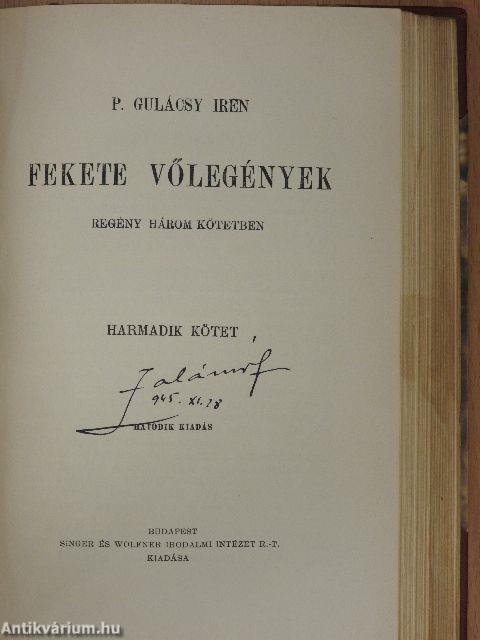 P. GULÁCSY IREN
FEKETE VŐLEGÉNYEK
REGÉNY HÁROM KÖTETBEN
HARMADIK KÖTET
945. XI. 28
HATODIK KIADÁS
BUDAPEST
SINGER ÉS WOLFNER IRODALMI INTÉZET R.-T.
KIADÁSA
Antikvárium.hu